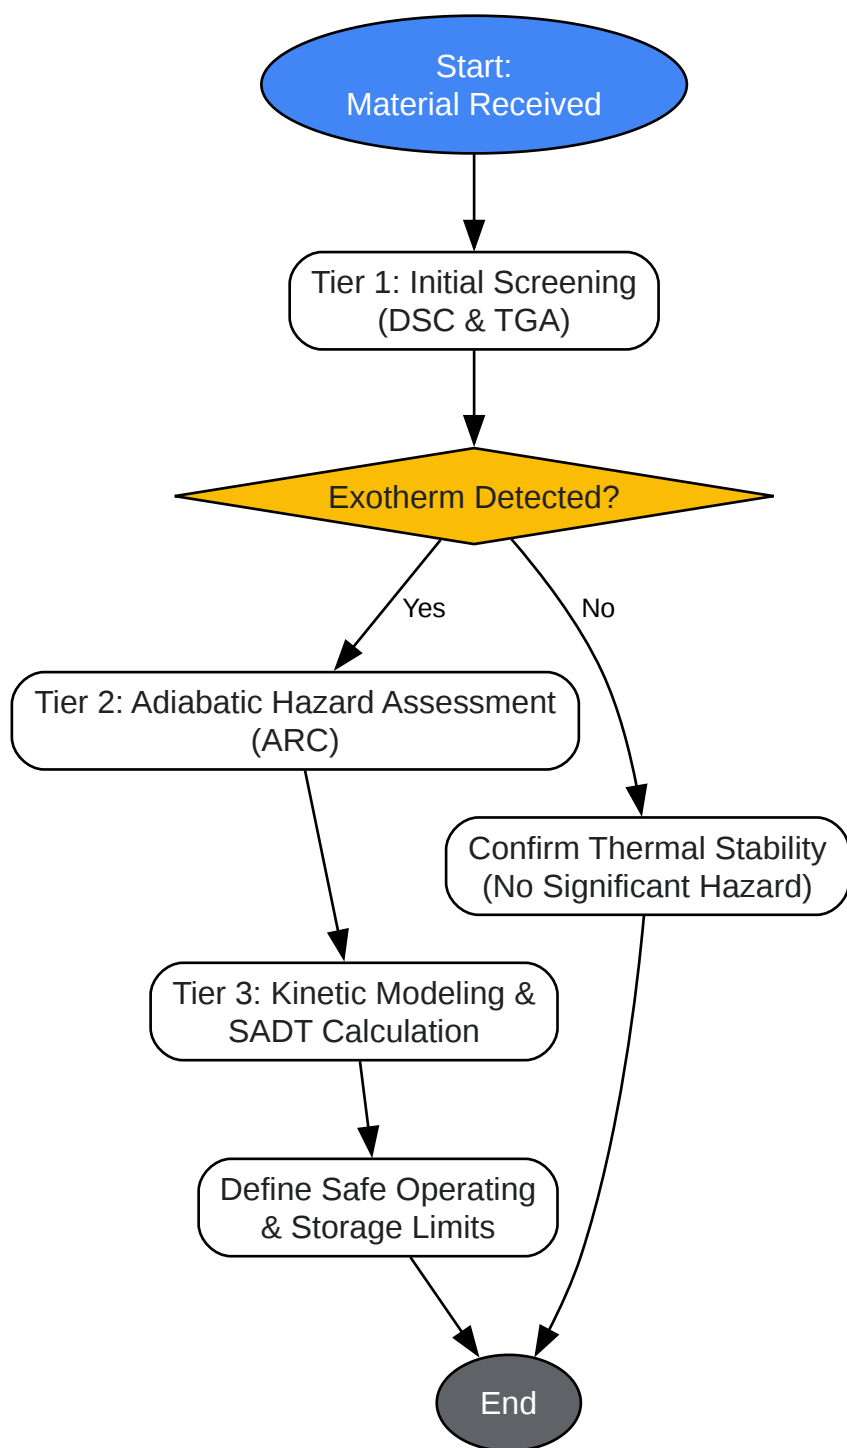 Start:
Material Received
Tier 1: Initial Screening
(DSC & TGA)
Exotherm Detected?
Yes
No
Tier 2: Adiabatic Hazard Assessment
(ARC)
Confirm Thermal Stability
(No Significant Hazard)
Tier 3: Kinetic Modeling &
SADT Calculation
Define Safe Operating
& Storage Limits
End